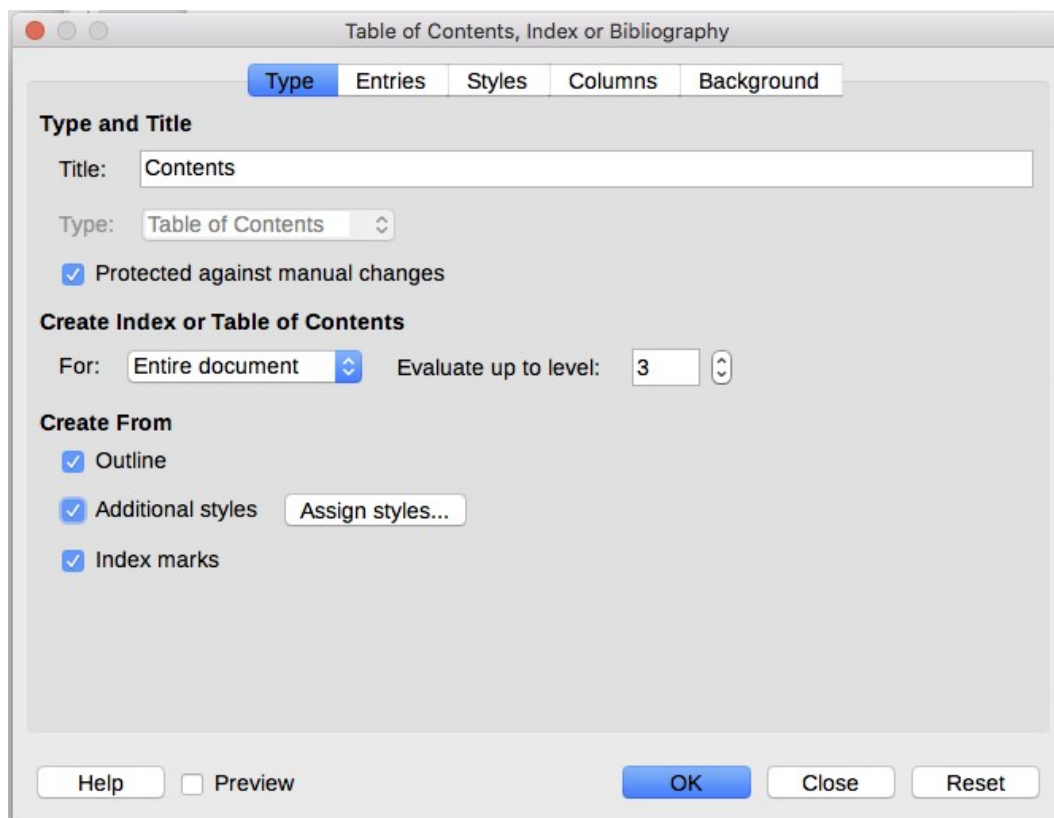 Table of Contents, Index or Bibliography
Type Entries Styles Columns Background
Type and Title
Title: Contents
Type: Table of Contents
Protected against manual changes
Create Index or Table of Contents
For: Entire document Evaluate up to level: 3
Create From
Outline
Additional styles Assign styles...
Index marks
Help Preview OK Close Reset